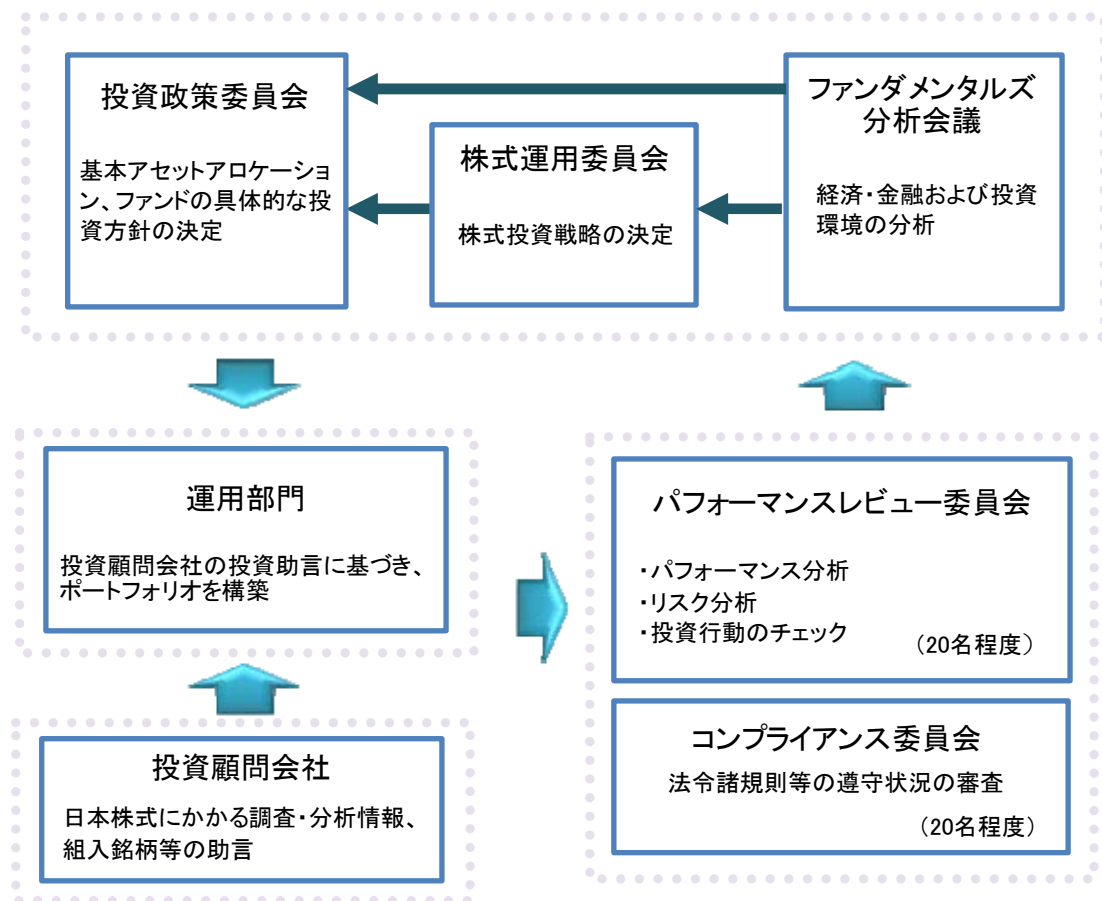 投資政策委員会
基本アセットアロケーショ
ン、ファンドの具体的な投
資方針の決定
株式運用委員会
株式投資戦略の決定
ファンダメンタルズ
分析会議
経済・金融および投資
環境の分析
運用部門
投資顧問会社の投資助言に基づき、
ポートフォリオを構築
投資顧問会社
日本株式にかかる調査・分析情報、
組入銘柄等の助言
パフォーマンスレビュー委員会
・パフォーマンス分析
・リスク分析
・投資行動のチェック
（20名程度）
コンプライアンス委員会
法令諸規則等の遵守状況の審査
（20名程度）